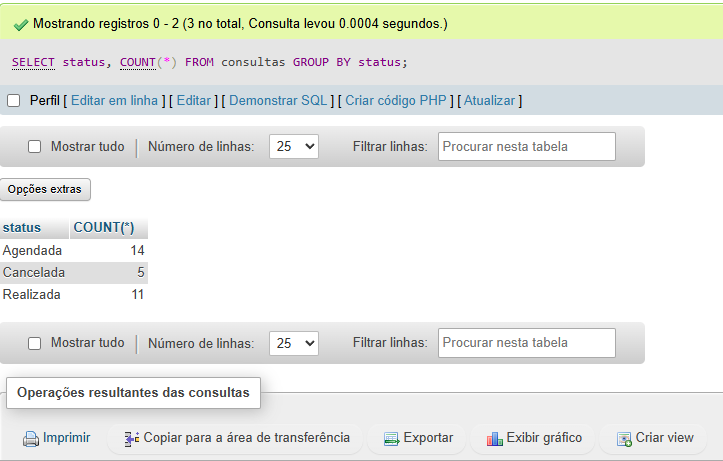 Mostrando registros 0 - 2 (3 no total, Consulta levou 0.0004 segundos.)
SELECT status, COUNT(*) FROM consultas GROUP BY status;
Perfil [ Editar em linha ] [ Editar ] [ Demonstrar SQL ] [ Criar código PHP ] [ Atualizar ]
Mostrar tudo Número de linhas: 25 Filtrar linhas: Procurar nesta tabela
Opções extras
status COUNT(*)
Agendada 14
Cancelada 5
Realizada 11
Mostrar tudo Número de linhas: 25 Filtrar linhas: Procurar nesta tabela
Operações resultantes das consultas
Imprimir Copiar para a área de transferência Exportar Exibir gráfico Criar view